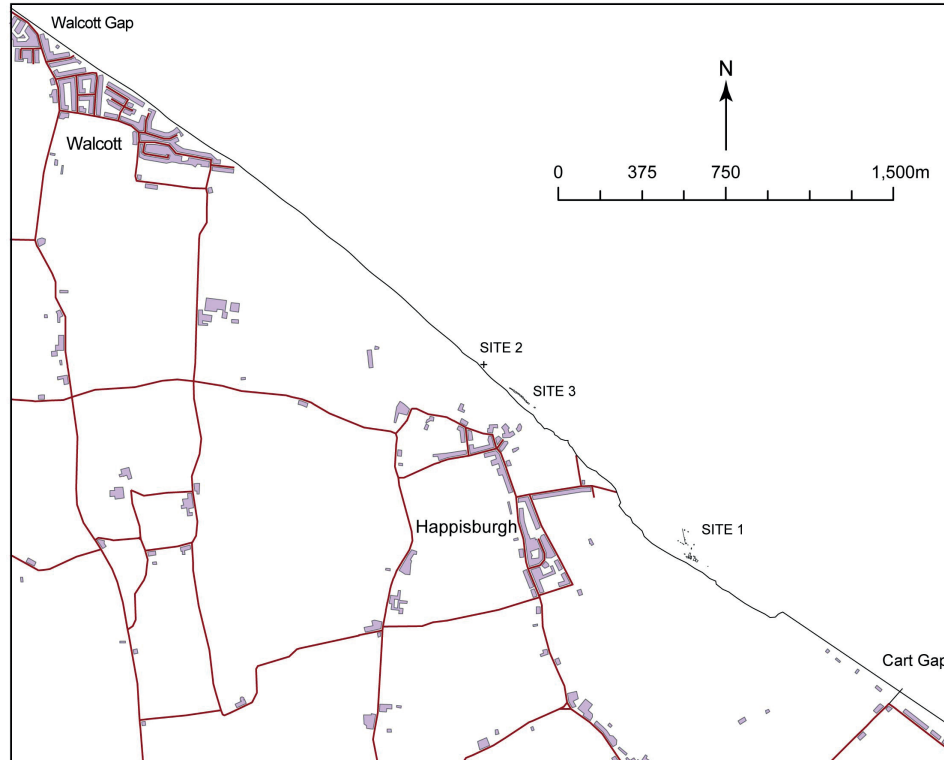 Walcott Gap
N
Walcott
0 375 750 1,500m
SITE 2
SITE 3
Happisburgh
SITE 1
Cart Gap